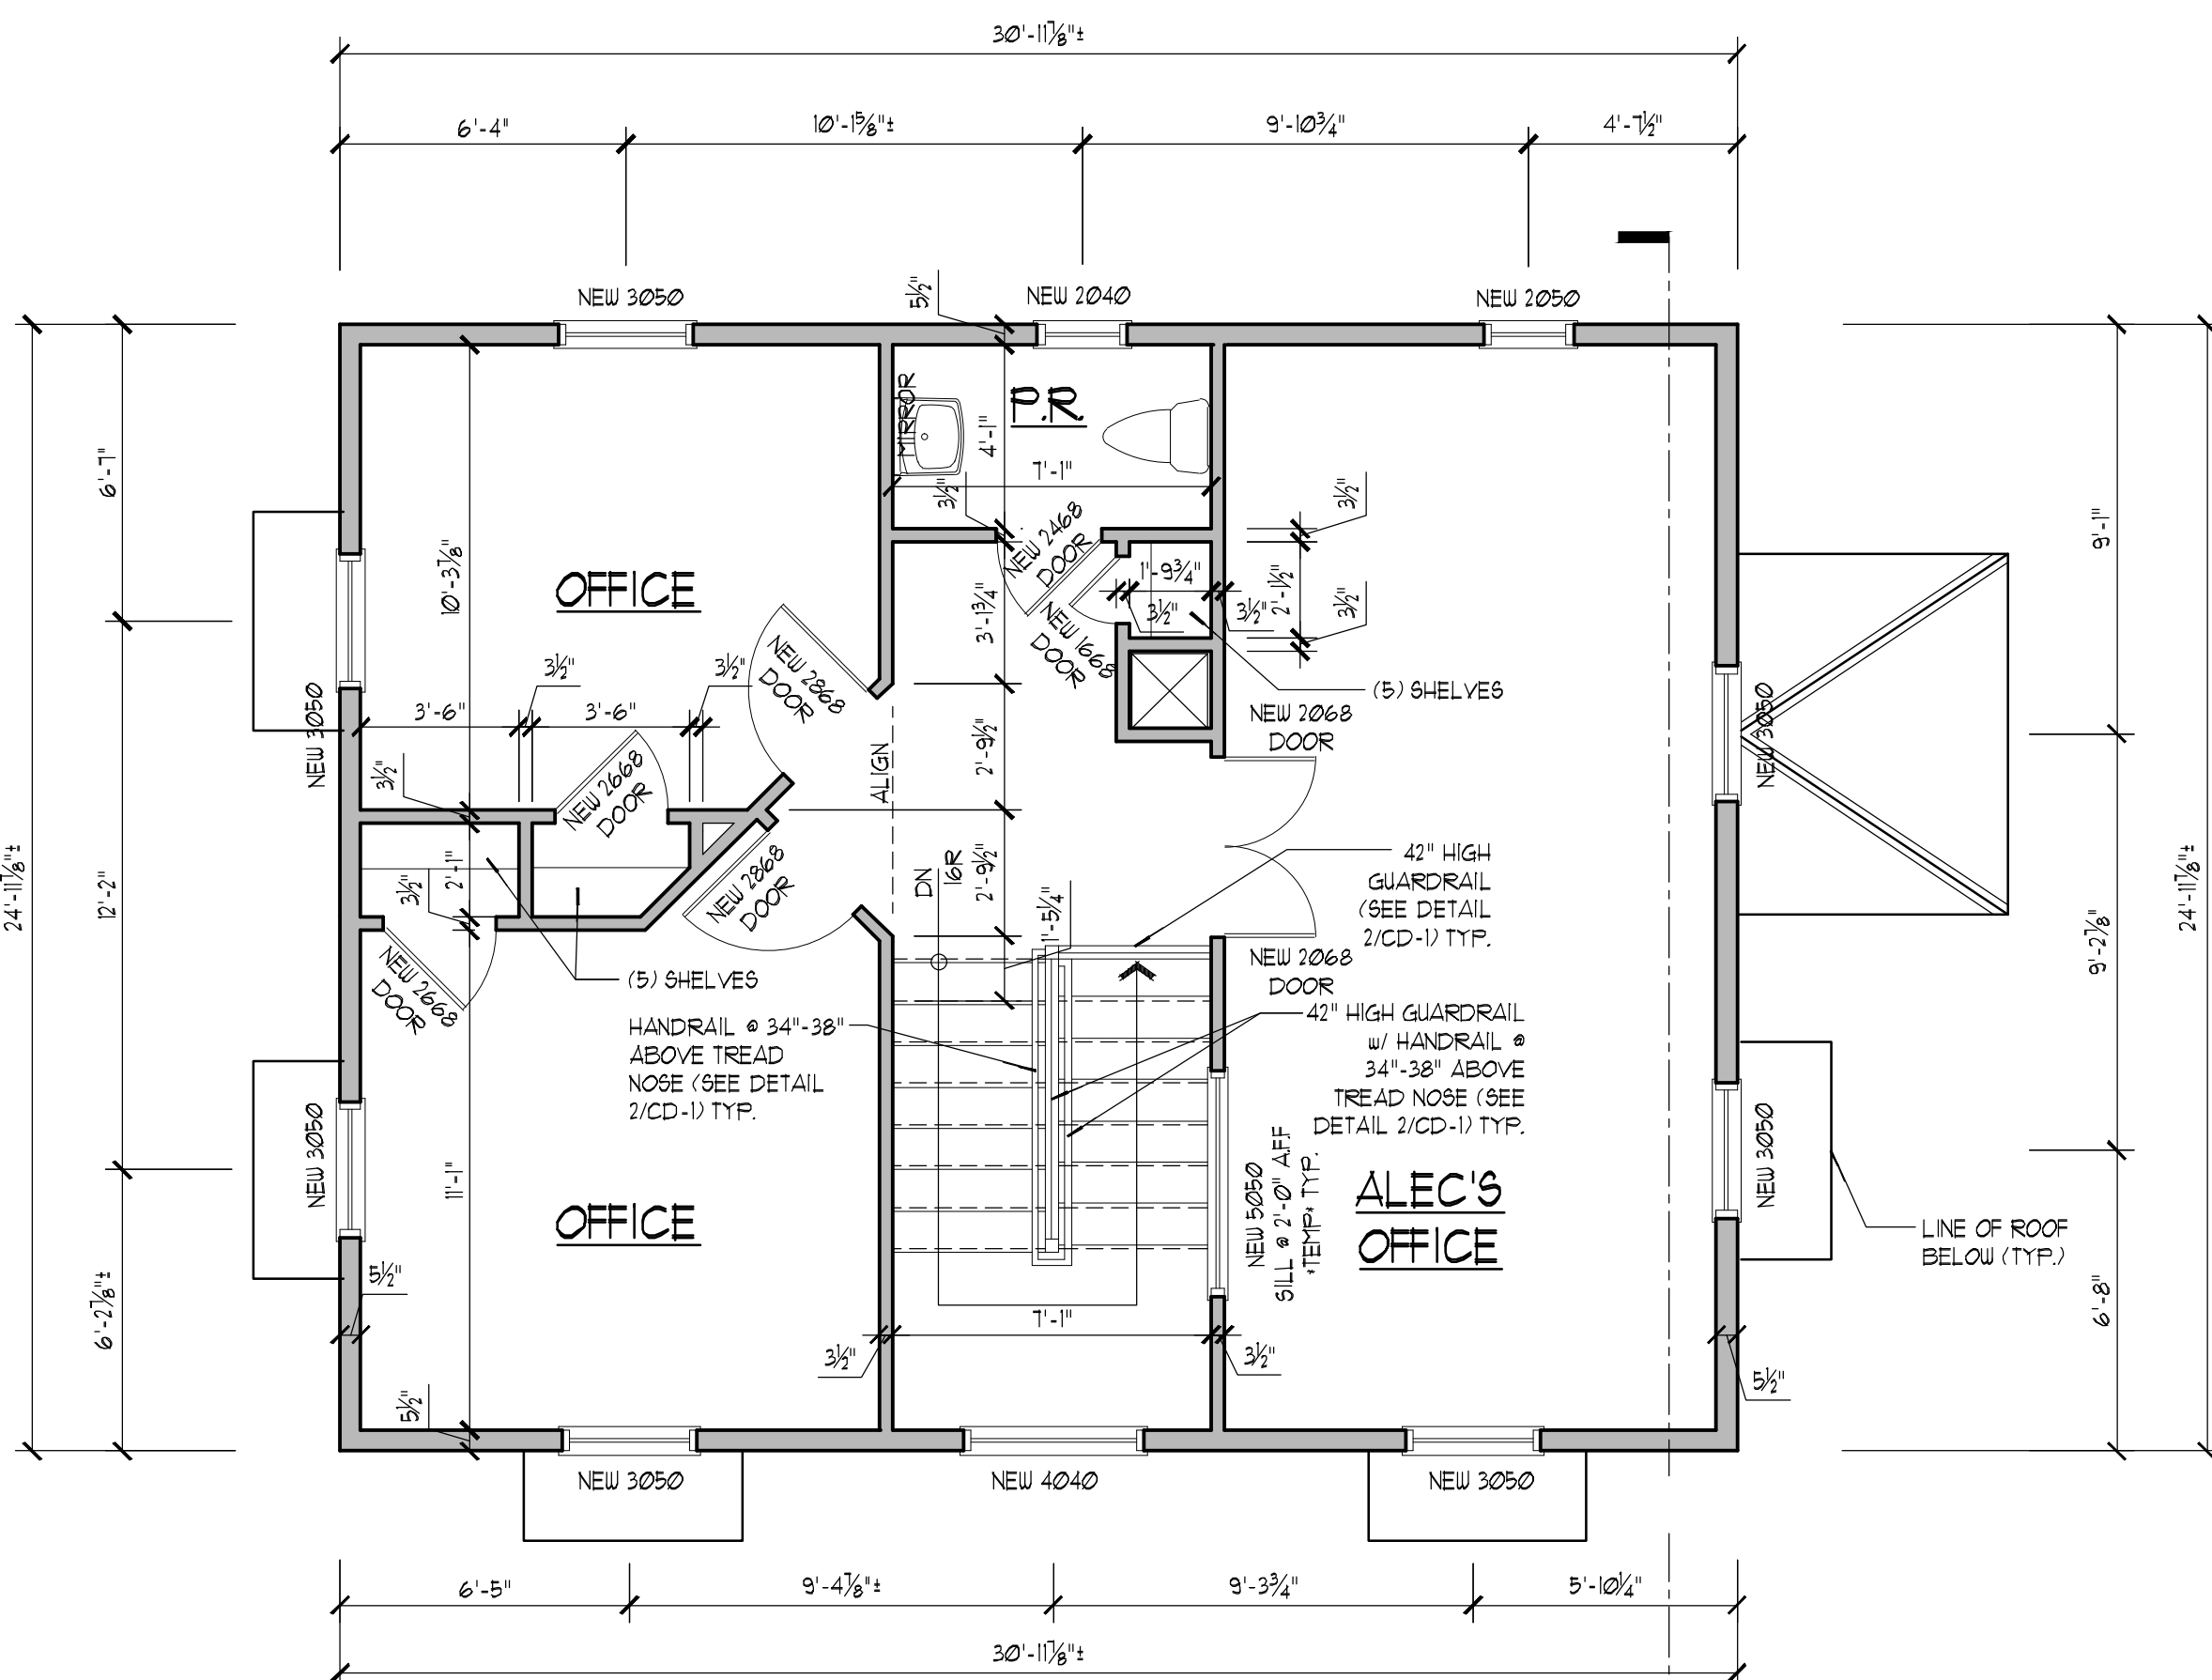 30'-11⅞"±
6'-4"
10'-1⅝"±
9'-10¾"
4'-7½"
NEW 3050
5½"
NEW 2040
NEW 2050
MIRROR
P.R.
4'-1"
7'-1"
3½"
3½"
6'-7"
9'-1"
10'-3⅞"
OFFICE
NEW 2468
DOOR
1'-9¾"
3½"
3½"
2'-1½"
3½"
3'-1¾"
NEW 1668
DOOR
NEW 2868
DOOR
3½"
3½"
3'-6"
3'-6"
(5) SHELVES
NEW 2068
DOOR
NEW 3050
NEW 3050
3½"
NEW 2668
DOOR
ALIGN
2'-9½"
24'-11⅞"±
12'-2"
3½"
2'-1"
NEW 2868
DOOR
DN
16R
2'-9½"
1'-5¼"
42" HIGH
GUARDRAIL
(SEE DETAIL
2/CD-1) TYP.
9'-2⅞"
24'-11⅞"±
NEW 2668
DOOR
(5) SHELVES
NEW 2068
DOOR
HANDRAIL @ 34"-38"
ABOVE TREAD
NOSE (SEE DETAIL
2/CD-1) TYP.
42" HIGH GUARDRAIL
w/ HANDRAIL @
34"-38" ABOVE
TREAD NOSE (SEE
DETAIL 2/CD-1) TYP.
NEW 3050
11'-1"
OFFICE
NEW 5050
SILL @ 2'-0" A.F.F
*TEMP* TYP.
ALEC'S
OFFICE
NEW 3050
LINE OF ROOF
BELOW (TYP.)
6'-2⅞"±
5½"
7'-1"
3½"
3½"
6'-8"
5½"
5½"
NEW 3050
NEW 4040
NEW 3050
6'-5"
9'-4⅞"±
9'-3¾"
5'-10¼"
30'-11⅞"±